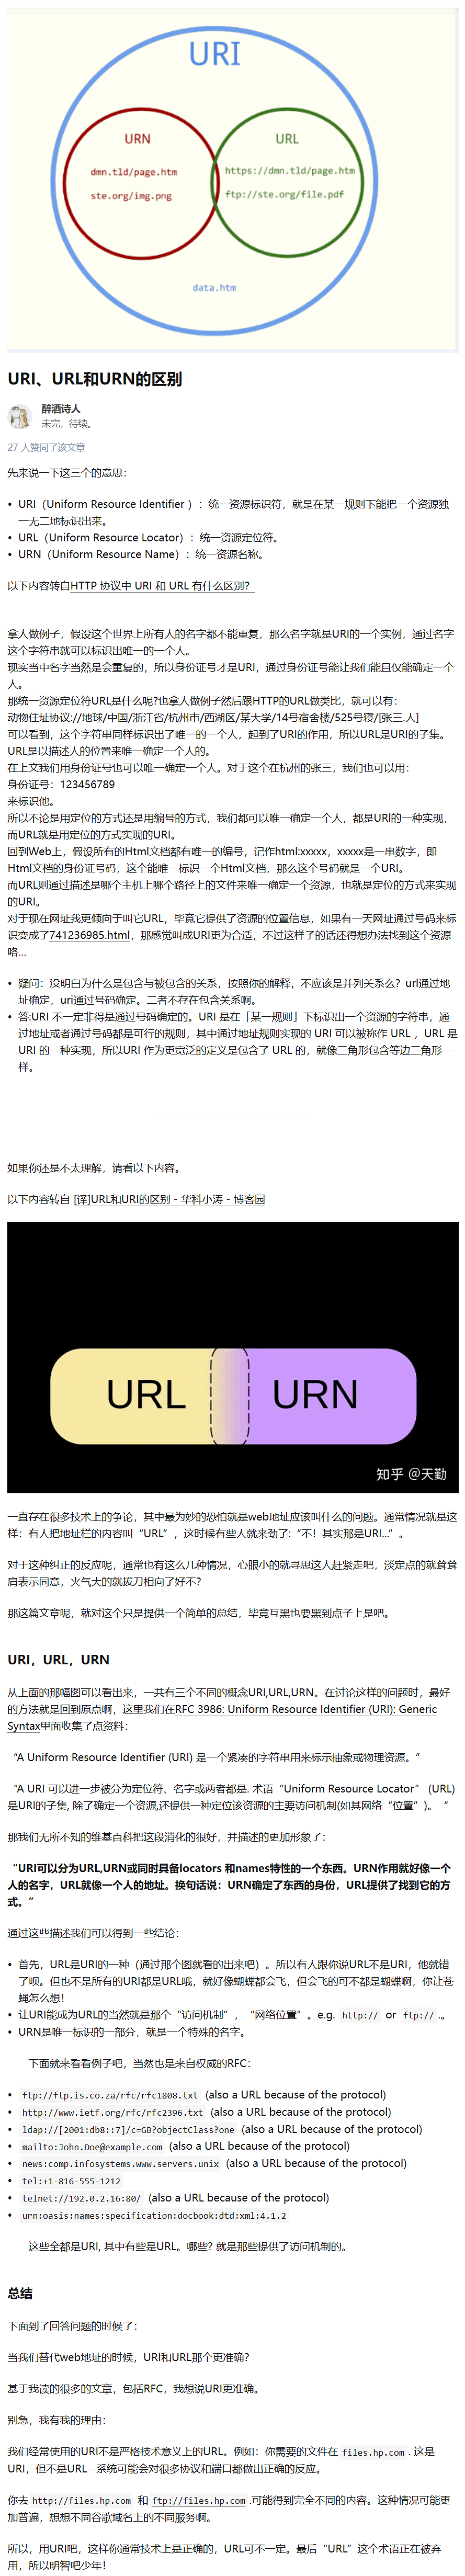 URI
URN
URL
dmn.tld/page.htm
https://dmn.tld/page.htm
ste.org/img.png
ftp://ste.org/file.pdf
data.htm
URI、URL和URN的区别
醉酒诗人
未完，待续。
27 人赞同了该文章
先来说一下这三个的意思：
• URI（Uniform Resource Identifier ）：统一资源标识符，就是在某一规则下能把一个资源独
一无二地标识出来。
• URL（Uniform Resource Locator）：统一资源定位符。
• URN（Uniform Resource Name）：统一资源名称。
以下内容转自HTTP 协议中 URI 和 URL 有什么区别？
拿人做例子，假设这个世界上所有人的名字都不能重复，那么名字就是URI的一个实例，通过名字
这个字符串就可以标识出唯一的一个人。
现实当中名字当然是会重复的，所以身份证号才是URI，通过身份证号能让我们能且仅能确定一个
人。
那统一资源定位符URL是什么呢?也拿人做例子然后跟HTTP的URL做类比，就可以有：
动物住址协议://地球/中国/浙江省/杭州市/西湖区/某大学/14号宿舍楼/525号寝/[张三.人]
可以看到，这个字符串同样标识出了唯一的一个人，起到了URI的作用，所以URL是URI的子集。
URL是以描述人的位置来唯一确定一个人的。
在上文我们用身份证号也可以唯一确定一个人。对于这个在杭州的张三，我们也可以用：
身份证号：123456789
来标识他。
所以不论是用定位的方式还是用编号的方式，我们都可以唯一确定一个人，都是URl的一种实现，
而URL就是用定位的方式实现的URI。
回到Web上，假设所有的Html文档都有唯一的编号，记作html:xxxxx，xxxxx是一串数字，即
Html文档的身份证号码，这个能唯一标识一个Html文档，那么这个号码就是一个URI。
而URL则通过描述是哪个主机上哪个路径上的文件来唯一确定一个资源，也就是定位的方式来实现
的URI。
对于现在网址我更倾向于叫它URL，毕竟它提供了资源的位置信息，如果有一天网址通过号码来标
识变成了741236985.html，那感觉叫成URI更为合适，不过这样子的话还得想办法找到这个资源
咯…
• 疑问：没明白为什么是包含与被包含的关系，按照你的解释，不应该是并列关系么？url通过地
址确定，uri通过号码确定。二者不存在包含关系啊。
• 答:URI 不一定非得是通过号码确定的。URI 是在「某一规则」下标识出一个资源的字符串，通
过地址或者通过号码都是可行的规则，其中通过地址规则实现的 URI 可以被称作 URL ，URL 是
URI 的一种实现，所以URI 作为更宽泛的定义是包含了 URL 的，就像三角形包含等边三角形一
样。
如果你还是不太理解，请看以下内容。
以下内容转自 [译]URL和URI的区别 - 华科小涛 - 博客园
URL
URN
知乎 @天勤
一直存在很多技术上的争论，其中最为妙的恐怕就是web地址应该叫什么的问题。通常情况就是这
样：有人把地址栏的内容叫“URL”，这时候有些人就来劲了:“不！其实那是URI...”。
对于这种纠正的反应呢，通常也有这么几种情况，心眼小的就寻思这人赶紧走吧，淡定点的就耸耸
肩表示同意，火气大的就拔刀相向了好不?
那这篇文章呢，就对这个只是提供一个简单的总结，毕竟互黑也要黑到点子上是吧。
URI，URL，URN
从上面的那幅图可以看出来，一共有三个不同的概念URI,URL,URN。在讨论这样的问题时，最好
的方法就是回到原点啊，这里我们在RFC 3986: Uniform Resource Identifier (URI): Generic
Syntax里面收集了点资料：
“A Uniform Resource Identifier (URI) 是一个紧凑的字符串用来标示抽象或物理资源。“
“A URI 可以进一步被分为定位符、名字或两者都是. 术语“Uniform Resource Locator” (URL)
是URI的子集, 除了确定一个资源,还提供一种定位该资源的主要访问机制(如其网络“位置”)。 “
那我们无所不知的维基百科把这段消化的很好，并描述的更加形象了：
“URI可以分为URL,URN或同时具备locators 和names特性的一个东西。URN作用就好像一个
人的名字，URL就像一个人的地址。换句话说：URN确定了东西的身份，URL提供了找到它的方
式。”
通过这些描述我们可以得到一些结论：
• 首先，URL是URI的一种（通过那个图就看的出来吧）。所以有人跟你说URL不是URI，他就错
了呗。但也不是所有的URI都是URL哦，就好像蝴蝶都会飞，但会飞的可不都是蝴蝶啊，你让苍
蝇怎么想！
• 让URI能成为URL的当然就是那个“访问机制”，“网络位置”。e.g. http:// or ftp:// .。
• URN是唯一标识的一部分，就是一个特殊的名字。
下面就来看看例子吧，当然也是来自权威的RFC：
• ftp://ftp.is.co.za/rfc/rfc1808.txt (also a URL because of the protocol)
• http://www.ietf.org/rfc/rfc2396.txt (also a URL because of the protocol)
• ldap://[2001:db8::7]/c=GB?objectClass?one (also a URL because of the protocol)
• mailto:John.Doe@example.com (also a URL because of the protocol)
• news:comp.infosystems.www.servers.unix (also a URL because of the protocol)
• tel:+1-816-555-1212
• telnet://192.0.2.16:80/ (also a URL because of the protocol)
• urn:oasis:names:specification:docbook:dtd:xml:4.1.2
这些全都是URI, 其中有些是URL。哪些? 就是那些提供了访问机制的。
总结
下面到了回答问题的时候了：
当我们替代web地址的时候，URI和URL那个更准确？
基于我读的很多的文章，包括RFC，我想说URI更准确。
别急，我有我的理由：
我们经常使用的URI不是严格技术意义上的URL。例如：你需要的文件在 files.hp.com . 这是
URI，但不是URL--系统可能会对很多协议和端口都做出正确的反应。
你去 http://files.hp.com 和 ftp://files.hp.com .可能得到完全不同的内容。这种情况可能更
加普遍，想想不同谷歌域名上的不同服务啊。
所以，用URI吧，这样你通常技术上是正确的，URL可不一定。最后“URL”这个术语正在被弃
用，所以明智吧少年！